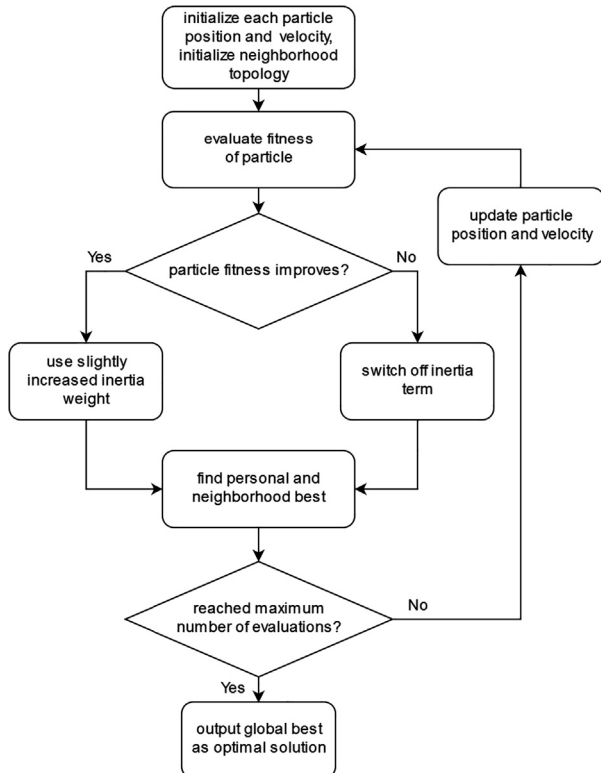 initialize each particle
position and velocity,
initialize neighborhood
topology
evaluate fitness
of particle
update particle
position and velocity
Yes
particle fitness improves?
No
use slightly
increased inertia
weight
switch off inertia
term
find personal and
neighborhood best
reached maximum
number of evaluations?
No
Yes
output global best
as optimal solution